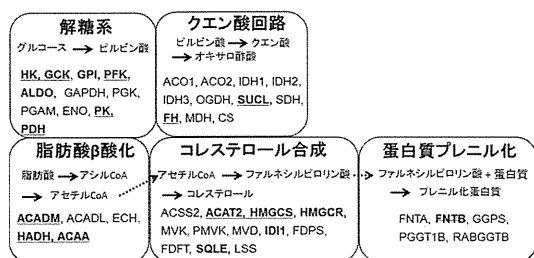 解糖系
グルコース → ピルビン酸
HK, GCK, GPI, PFK,
ALDO, GAPDH, PGK,
PGAM, ENO, PK,
PDH
クエン酸回路
ピルビン酸 → クエン酸
→ オキサロ酢酸
ACO1, ACO2, IDH1, IDH2,
IDH3, OGDH, SUCL, SDH,
FH, MDH, CS
脂肪酸β酸化
脂肪酸 → アシルCoA
→ アセチルCoA
ACADM, ACADL, ECH,
HADH, ACAA
コレステロール合成
アセチルCoA → ファルネシルピロリン酸
→ コレステロール
ACSS2, ACAT2, HMGCS, HMGCR,
MVK, PMVK, MVD, IDI1, FDPS,
FDFT, SQLE, LSS
蛋白質プレニル化
ファルネシルピロリン酸 + 蛋白質
→ プレニル化蛋白質
FNTA, FNTB, GGPS,
PGGT1B, RABGGTB